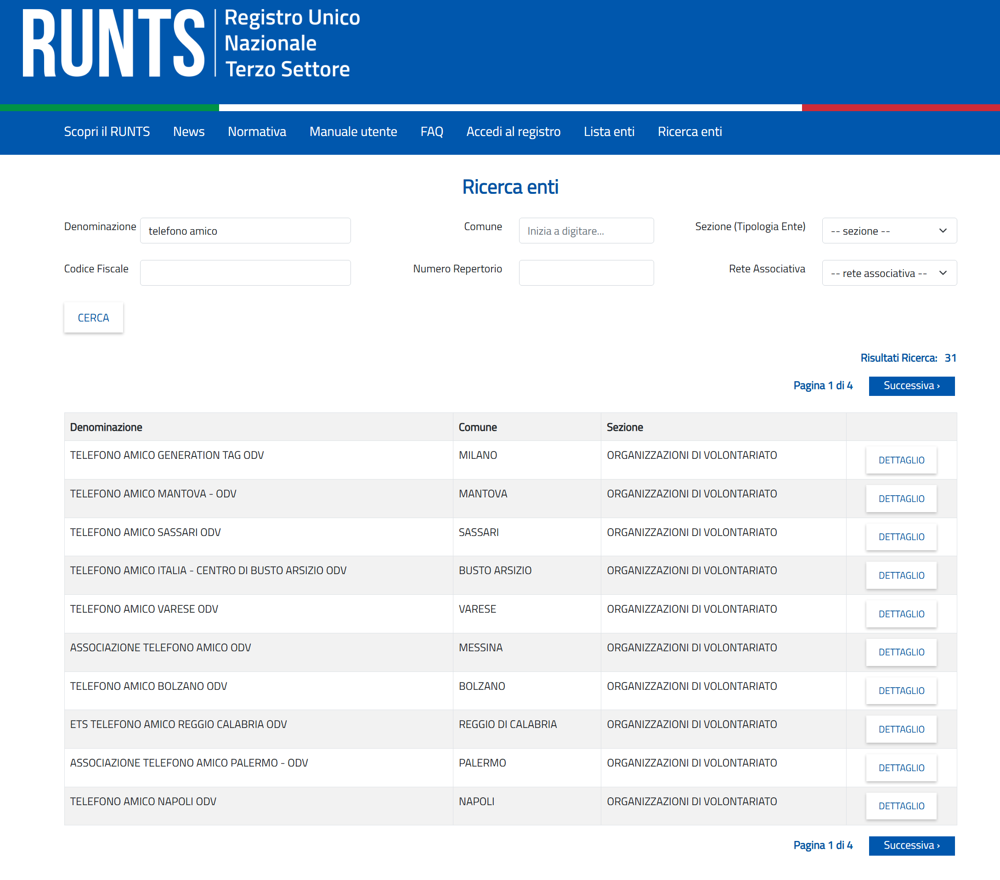 RUNTS
Registro Unico
Nazionale
Terzo Settore
Scopri il RUNTS News Normativa Manuale utente FAQ Accedi al registro Lista enti Ricerca enti
Ricerca enti
Denominazione telefono amico Comune Inizia a digitare... Sezione (Tipologia Ente) -- sezione --
Codice Fiscale Numero Repertorio Rete Associativa -- rete associativa --
CERCA
Risultati Ricerca: 31
Pagina 1 di 4 Successiva ›
Denominazione Comune Sezione
TELEFONO AMICO GENERATION TAG ODV MILANO ORGANIZZAZIONI DI VOLONTARIATO DETTAGLIO
TELEFONO AMICO MANTOVA - ODV MANTOVA ORGANIZZAZIONI DI VOLONTARIATO DETTAGLIO
TELEFONO AMICO SASSARI ODV SASSARI ORGANIZZAZIONI DI VOLONTARIATO DETTAGLIO
TELEFONO AMICO ITALIA - CENTRO DI BUSTO ARSIZIO ODV BUSTO ARSIZIO ORGANIZZAZIONI DI VOLONTARIATO DETTAGLIO
TELEFONO AMICO VARESE ODV VARESE ORGANIZZAZIONI DI VOLONTARIATO DETTAGLIO
ASSOCIAZIONE TELEFONO AMICO ODV MESSINA ORGANIZZAZIONI DI VOLONTARIATO DETTAGLIO
TELEFONO AMICO BOLZANO ODV BOLZANO ORGANIZZAZIONI DI VOLONTARIATO DETTAGLIO
ETS TELEFONO AMICO REGGIO CALABRIA ODV REGGIO DI CALABRIA ORGANIZZAZIONI DI VOLONTARIATO DETTAGLIO
ASSOCIAZIONE TELEFONO AMICO PALERMO - ODV PALERMO ORGANIZZAZIONI DI VOLONTARIATO DETTAGLIO
TELEFONO AMICO NAPOLI ODV NAPOLI ORGANIZZAZIONI DI VOLONTARIATO DETTAGLIO
Pagina 1 di 4 Successiva ›